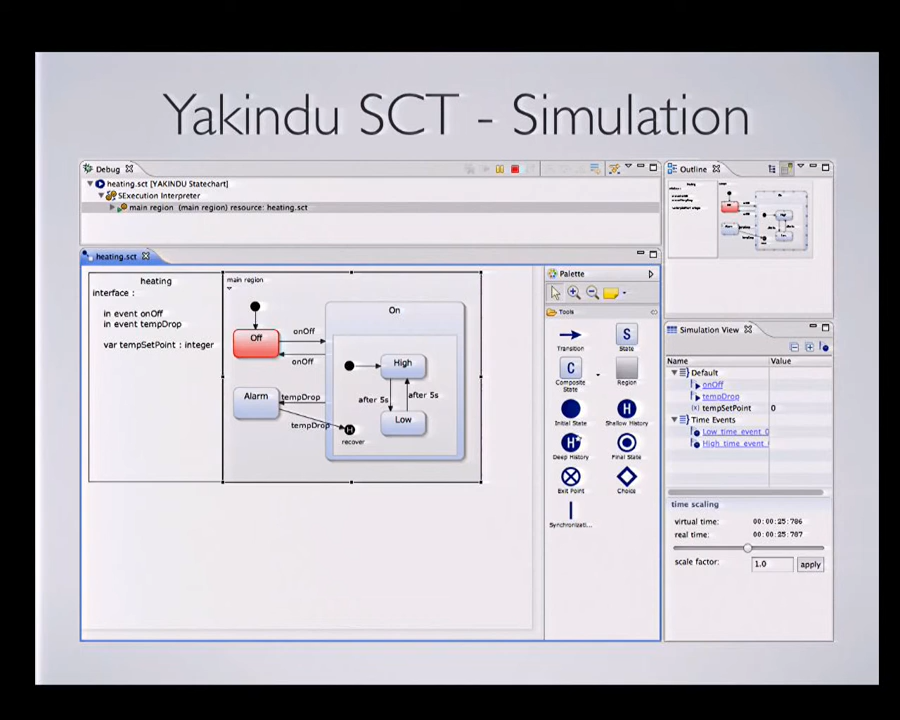 Yakindu SCT - Simulation
Debug
heating.sct [YAKINDU Statechart]
SExecution Interpreter
main region (main region) resource: heating.sct
Outline
heating.sct
heating
interface :
in event onOff
in event tempDrop
var tempSetPoint : integer
main region
On
onOff
Off
onOff
High
Alarm
tempDrop
after 5s
after 5s
tempDrop
Low
H
recover
Palette
Tools
Transition
S
State
C
Composite State
Region
Initial State
H
Shallow History
H*
Deep History
Final State
Exit Point
Choice
Synchronizati...
Simulation View
Name Value
Default
onOff
tempDrop
tempSetPoint 0
Time Events
Low_time_event_0
High_time_event_
time scaling
virtual time: 00:00:25:786
real time: 00:00:25:787
scale factor: 1.0 apply